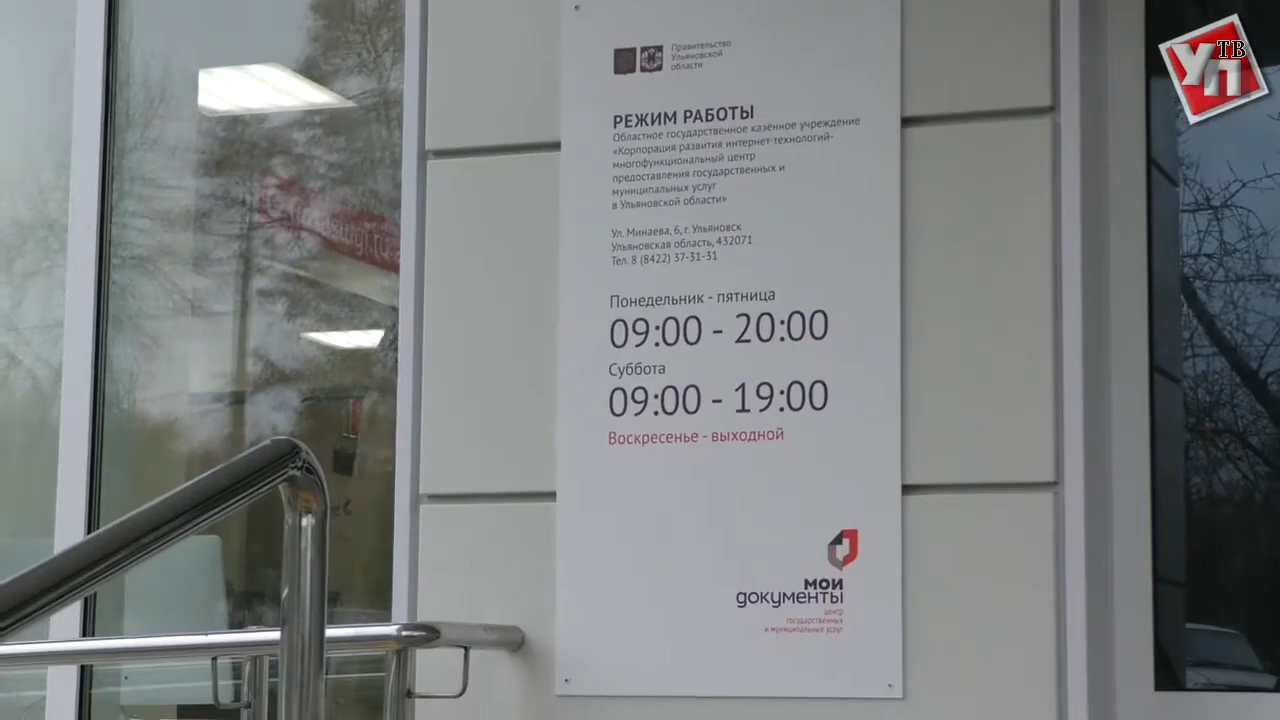 Правительство
Ульяновской
области
РЕЖИМ РАБОТЫ
Областное государственное казённое учреждение
«Корпорация развития интернет-технологий-
многофункциональный центр
предоставления государственных и
муниципальных услуг
в Ульяновской области»
Ул. Минаева, 6, г. Ульяновск
Ульяновская область, 432071
Тел. 8 (8422) 37-31-31
Понедельник - пятница
09:00 - 20:00
Суббота
09:00 - 19:00
Воскресенье - выходной
мои
документы
центр
государственных
и муниципальных услуг
УП
ТВ